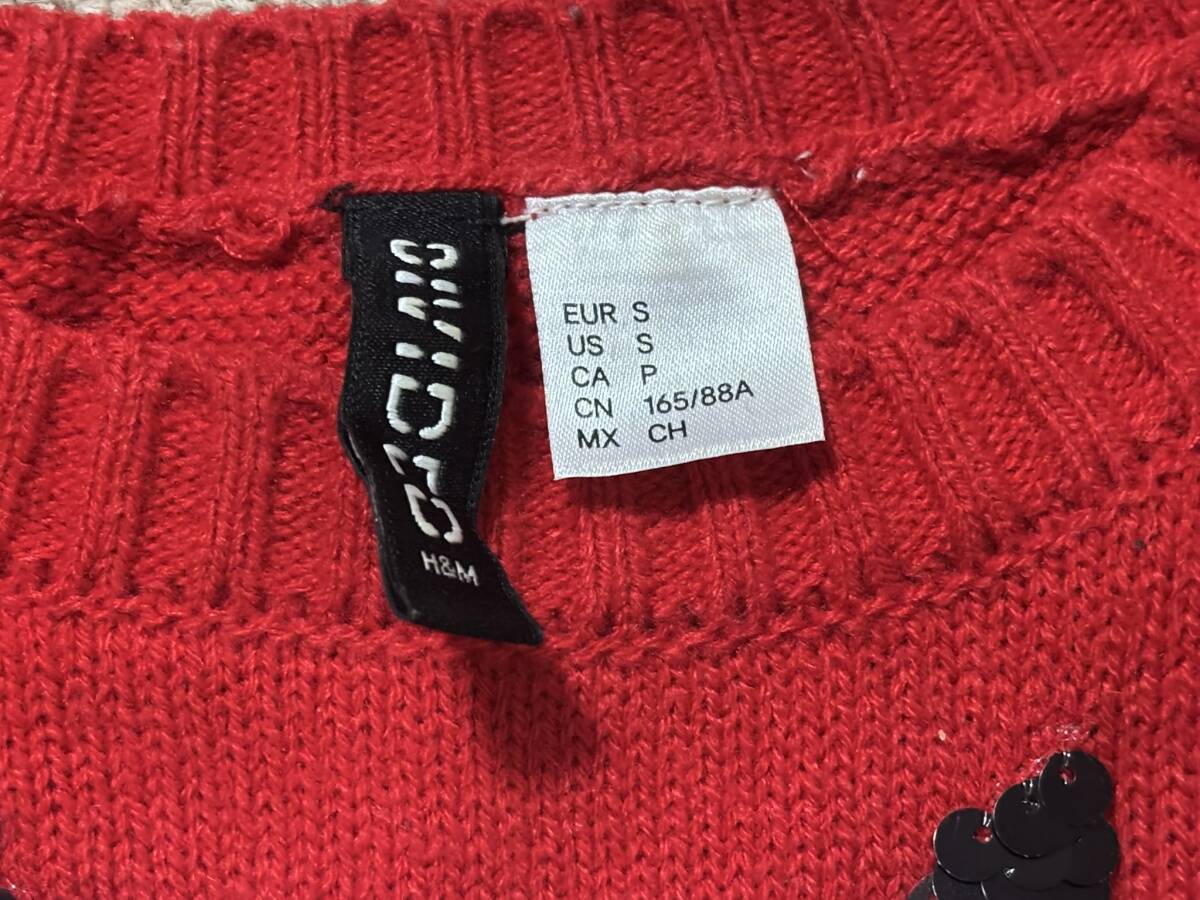 DIVIDED
H&M
EUR S
US S
CA P
CN 165/88A
MX CH